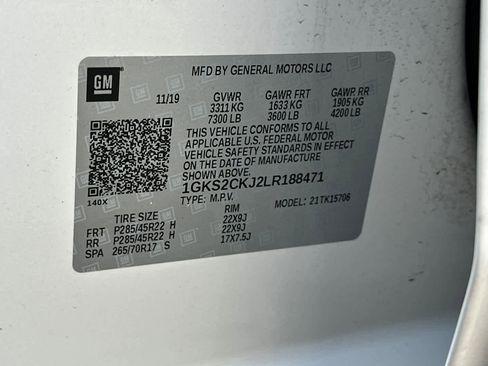 GM
MFD BY GENERAL MOTORS LLC
11/19 GVWR GAWR FRT GAWR RR
3311 KG 1633 KG 1905 KG
7300 LB 3600 LB 4200 LB
THIS VEHICLE CONFORMS TO ALL
APPLICABLE U.S. FEDERAL MOTOR
VEHICLE SAFETY STANDARDS IN EFFECT
ON THE DATE OF MANUFACTURE
SHOWN ABOVE.
1GKS2CKJ2LR188471
140X
TYPE: M.P.V. MODEL: 21TK15706
TIRE SIZE RIM
FRT P285/45R22 H 22X9J
RR P285/45R22 H 22X9J
SPA 265/70R17 S 17X7.5J